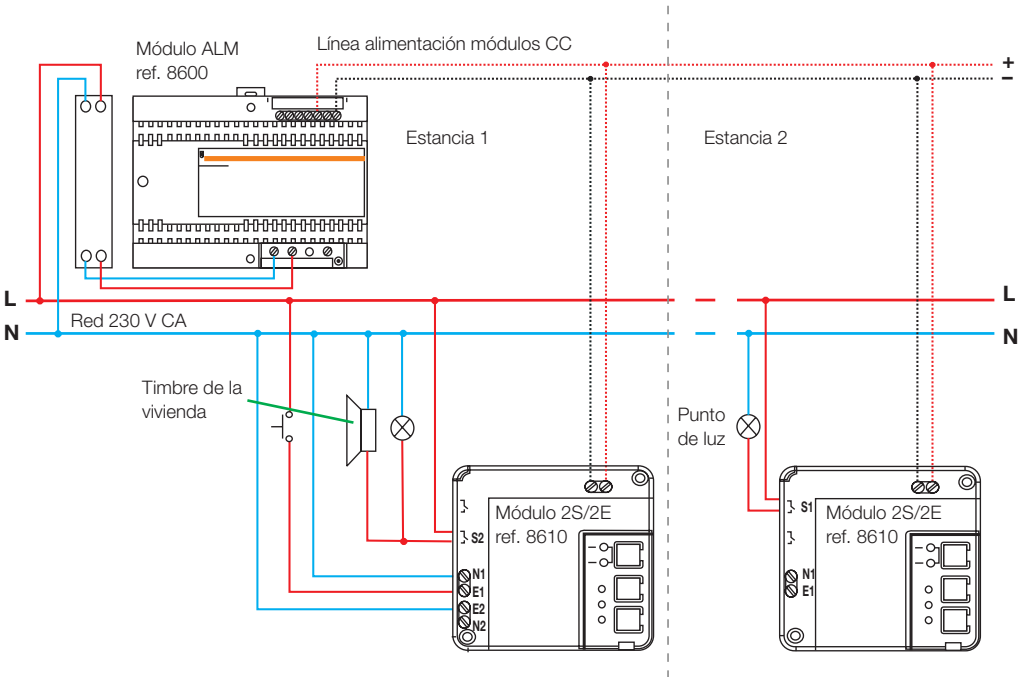 Módulo ALM
ref. 8600
Línea alimentación módulos CC
+
−
Estancia 1
Estancia 2
L
L
N
Red 230 V CA
N
Timbre de la
vivienda
Punto
de luz
Módulo 2S/2E
ref. 8610
S2
N1
E1
E2
N2
S1
Módulo 2S/2E
ref. 8610
N1
E1